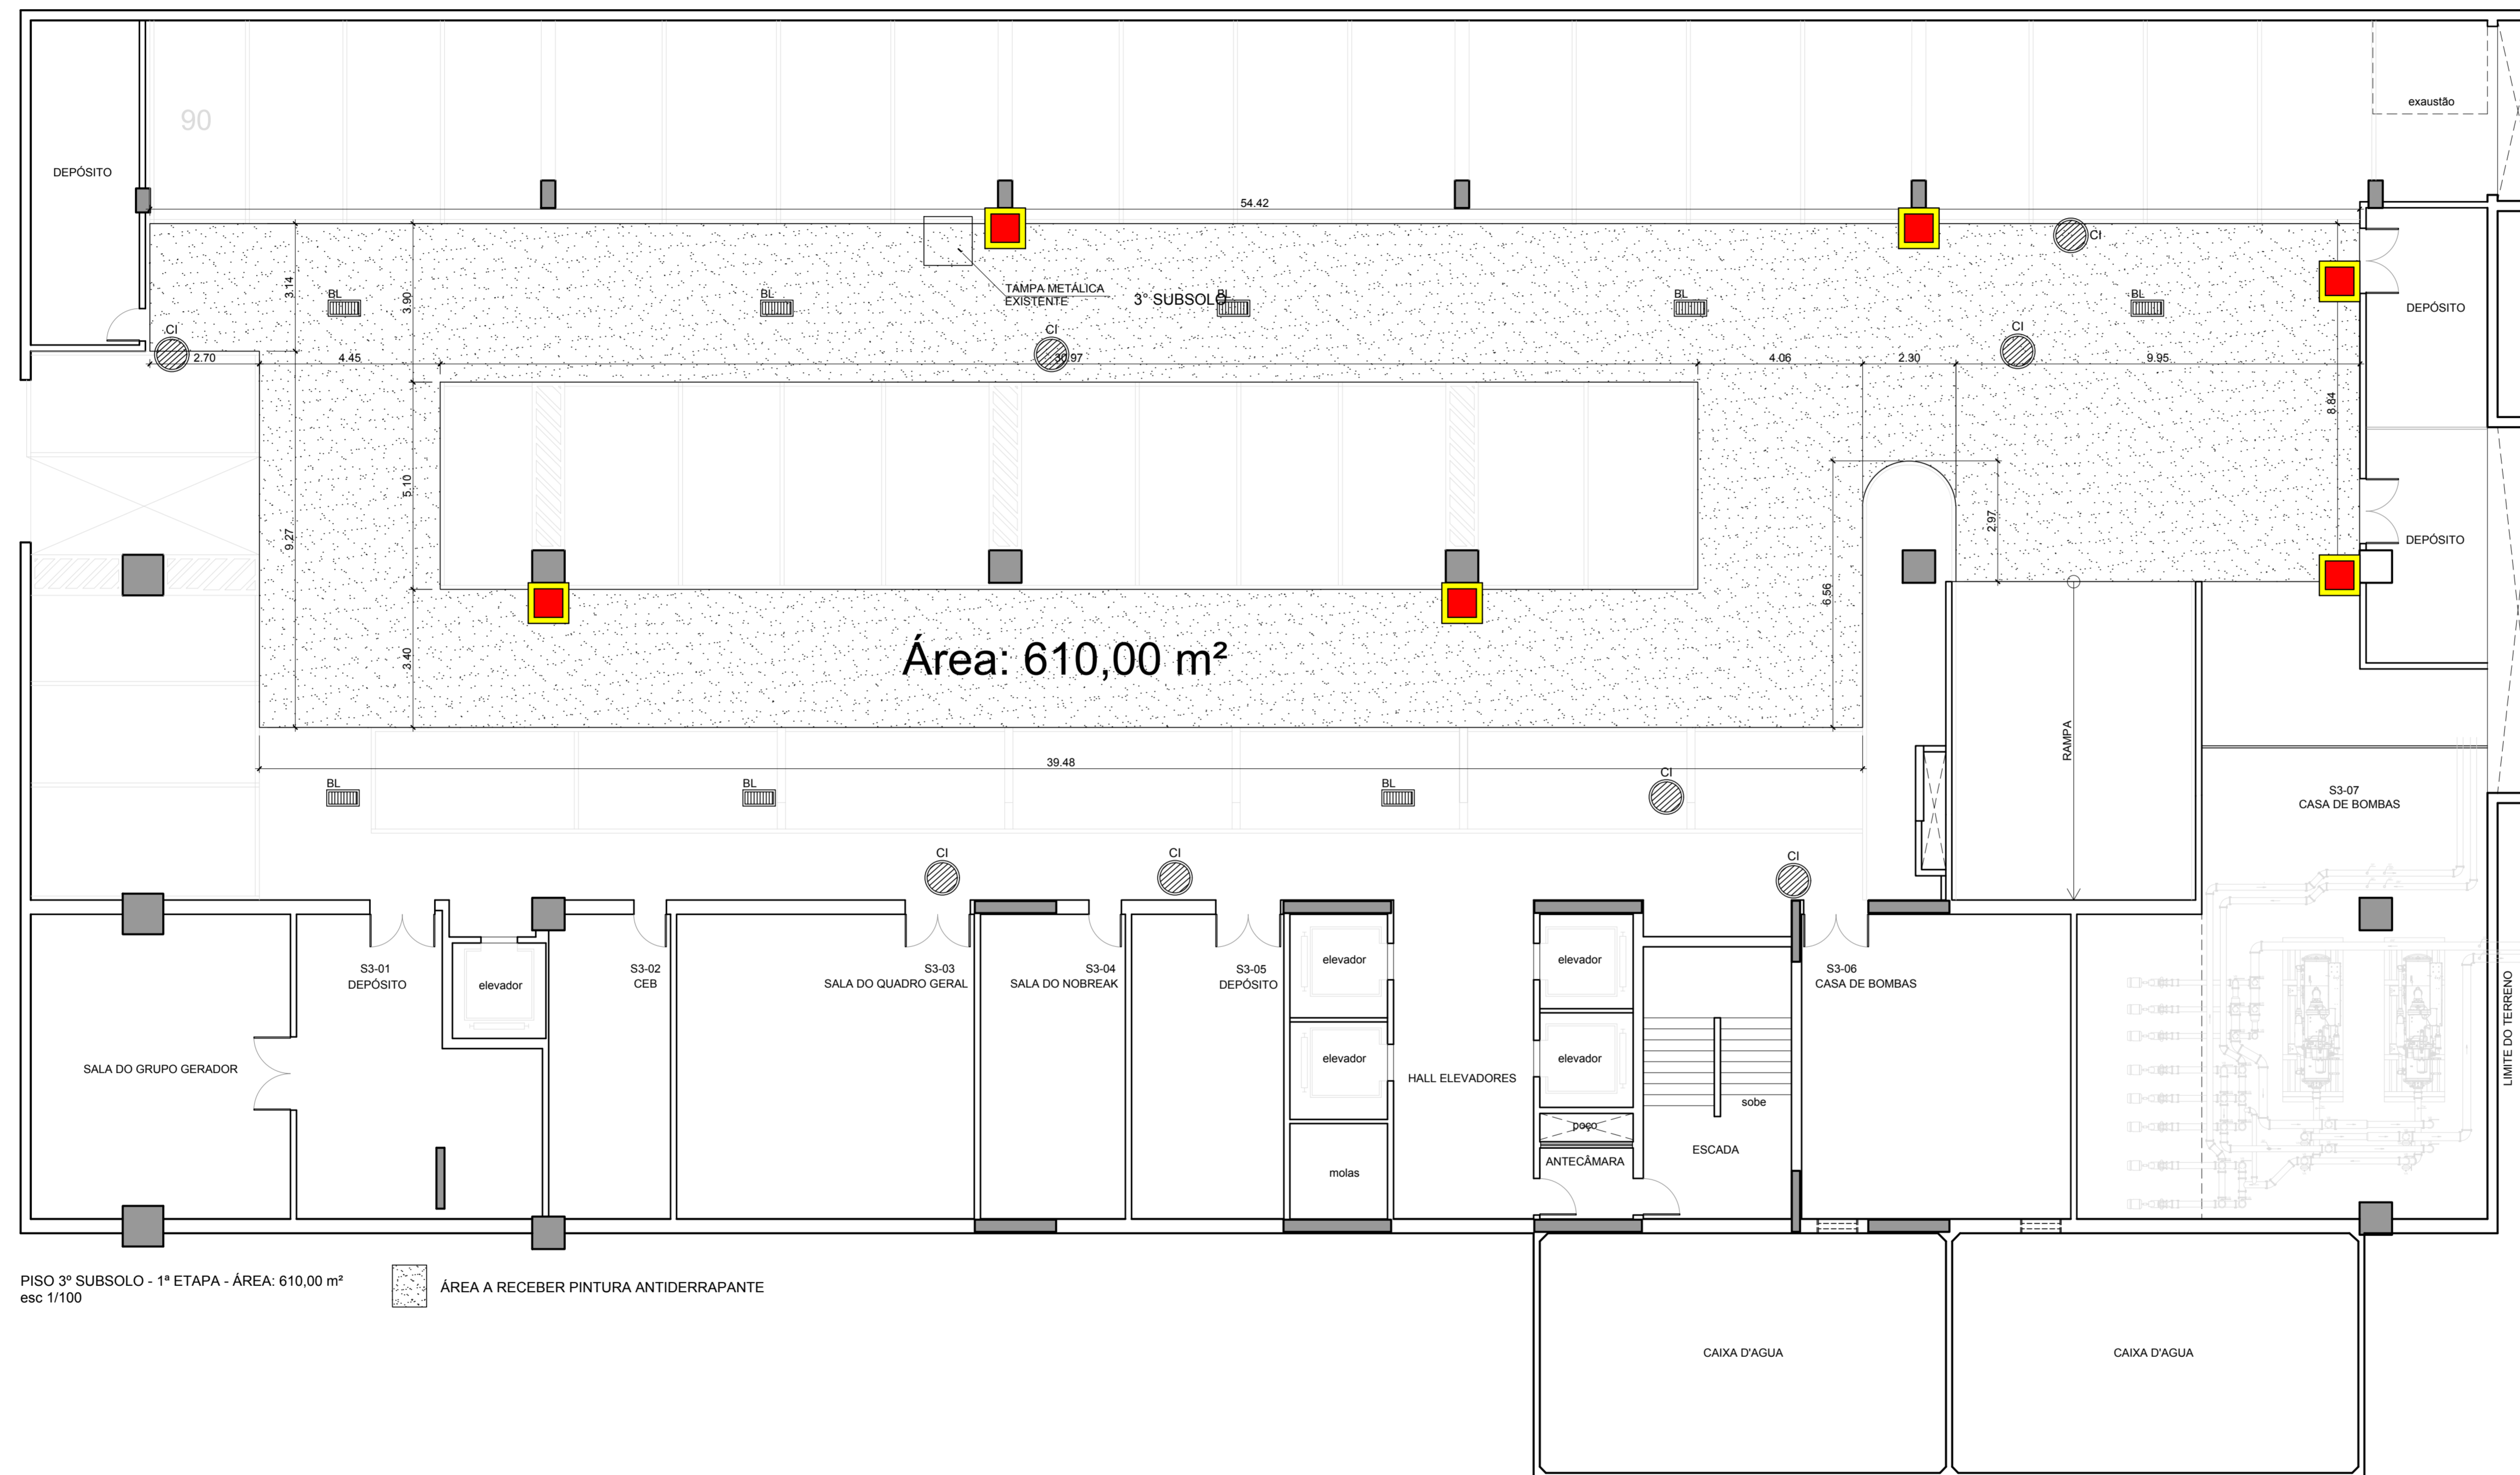 90
exaustão
DEPÓSITO
54.42
CI
3.14
3.90
BL
BL
TAMPA METÁLICA
EXISTENTE
3° SUBSOLO
BL
BL
BL
DEPÓSITO
CI
2.70
4.45
CI
30.97
4.06
2.30
CI
9.95
8.84
5.10
9.27
2.97
DEPÓSITO
6.56
3.40
Área: 610,00 m²
RAMPA
39.48
BL
BL
BL
CI
S3-07
CASA DE BOMBAS
CI
CI
CI
S3-01
DEPÓSITO
elevador
S3-02
CEB
S3-03
SALA DO QUADRO GERAL
S3-04
SALA DO NOBREAK
S3-05
DEPÓSITO
elevador
elevador
S3-06
CASA DE BOMBAS
LIMITE DO TERRENO
SALA DO GRUPO GERADOR
elevador
HALL ELEVADORES
elevador
sobe
poço
ESCADA
ANTECÂMARA
molas
PISO 3º SUBSOLO - 1ª ETAPA - ÁREA: 610,00 m²
esc 1/100
ÁREA A RECEBER PINTURA ANTIDERRAPANTE
CAIXA D'AGUA
CAIXA D'AGUA